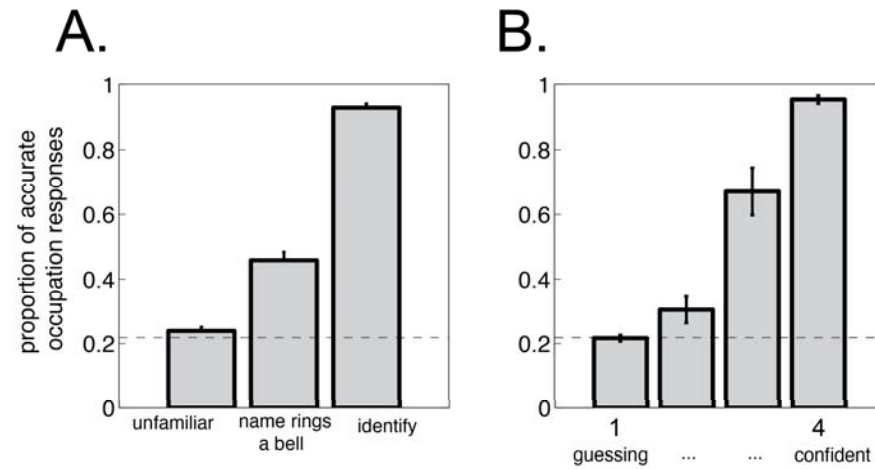 A.
B.
proportion of accurate
occupation responses
1
0.8
0.6
0.4
0.2
0
unfamiliar
name rings
a bell
identify
1
0.8
0.6
0.4
0.2
0
1
4
guessing
...
...
confident